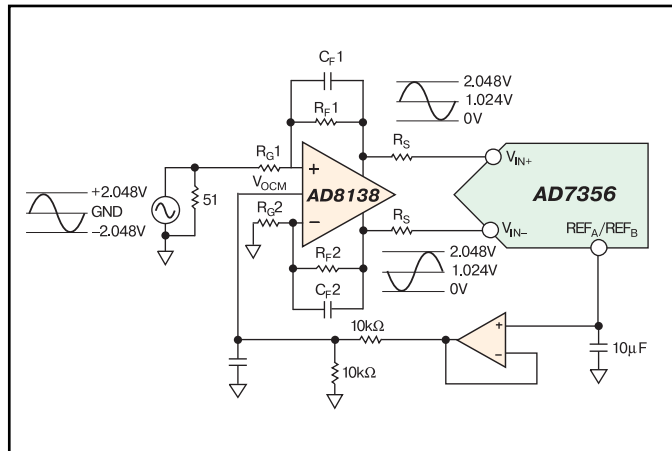 C_F1
R_F1
2.048V
1.024V
0V
R_G1
R_S
V_IN+
+2.048V
GND
−2.048V
51
V_OCM
+
AD8138
−
AD7356
R_G2
R_S
V_IN−
REF_A/REF_B
R_F2
2.048V
1.024V
0V
C_F2
10kΩ
+
−
10µF
10kΩ